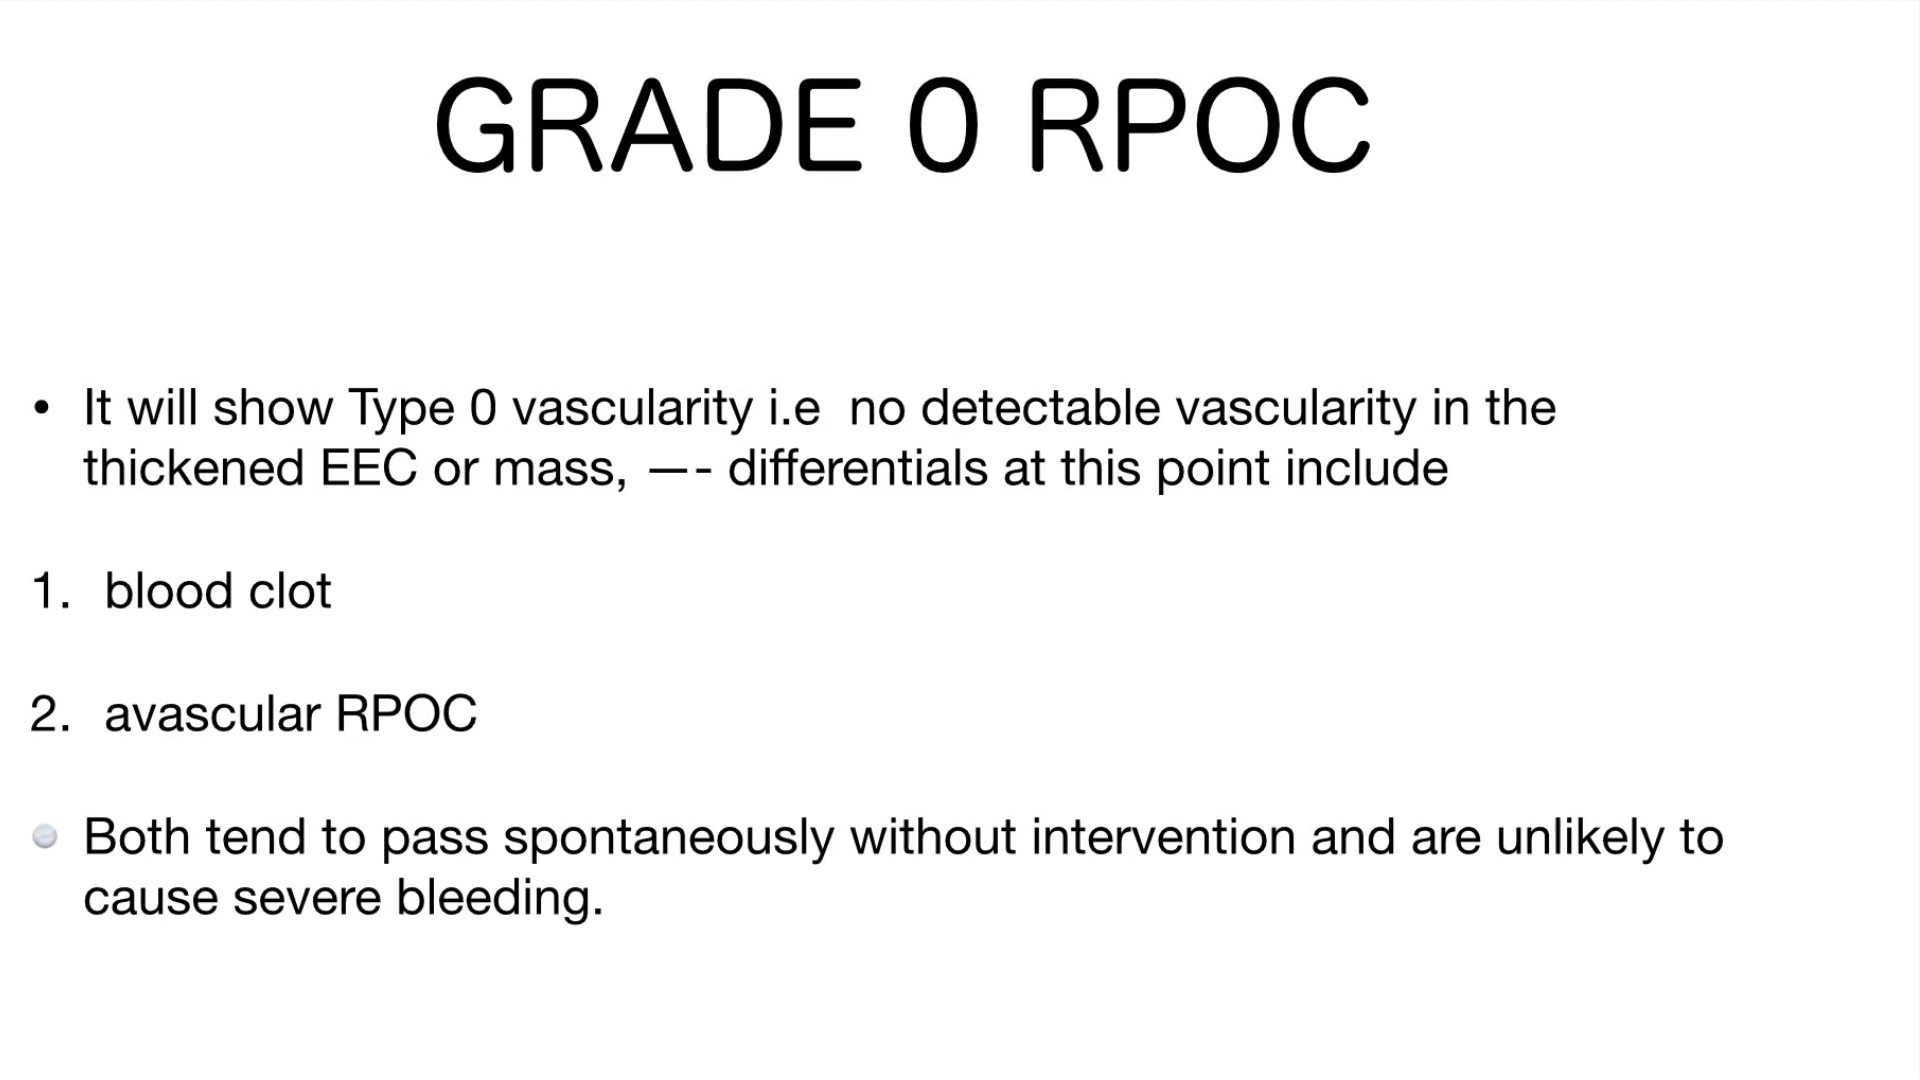 GRADE 0 RPOC
• It will show Type 0 vascularity i.e  no detectable vascularity in the
thickened EEC or mass, —- differentials at this point include
1. blood clot
2. avascular RPOC
Both tend to pass spontaneously without intervention and are unlikely to
cause severe bleeding.